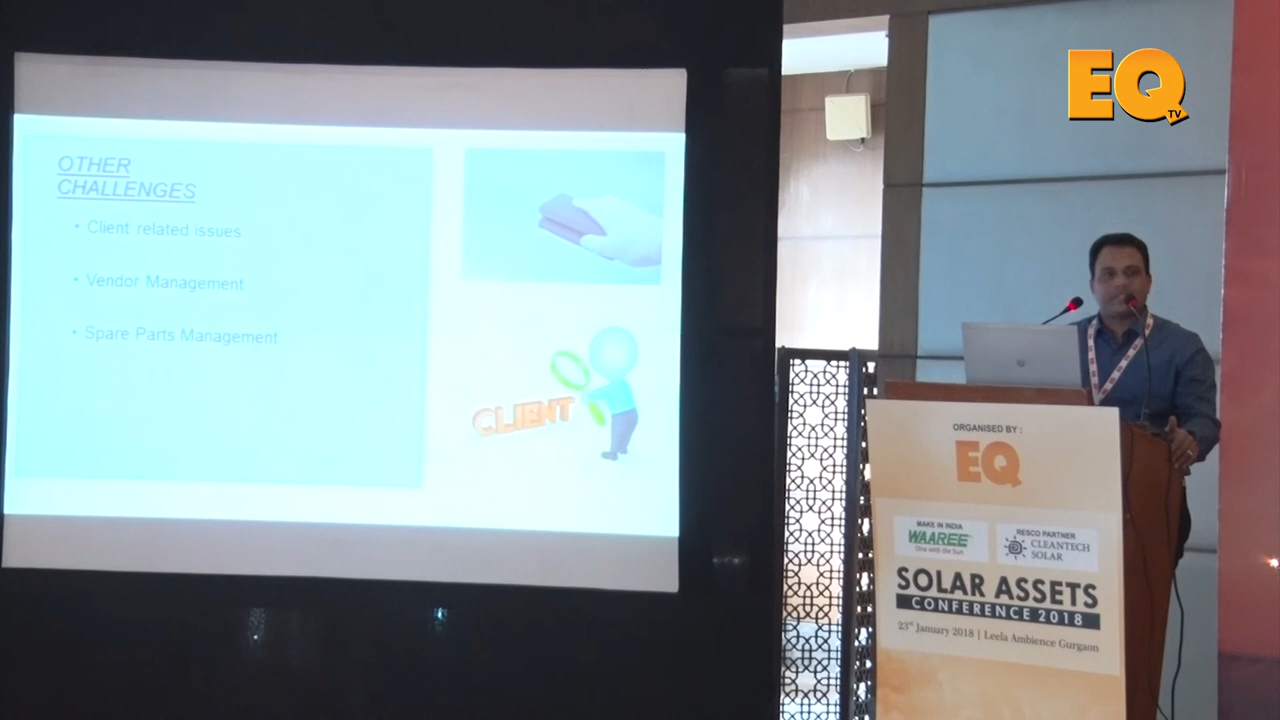 OTHER
CHALLENGES
• Client related issues
• Vendor Management
• Spare Parts Management
CLIENT
EQ
TV
ORGANISED BY :
EQ
MAKE IN INDIA
WAAREE
One with the Sun
RESCO PARTNER
CLEANTECH
SOLAR
SOLAR ASSETS
CONFERENCE 2018
23rd January 2018 | Leela Ambience Gurgaon